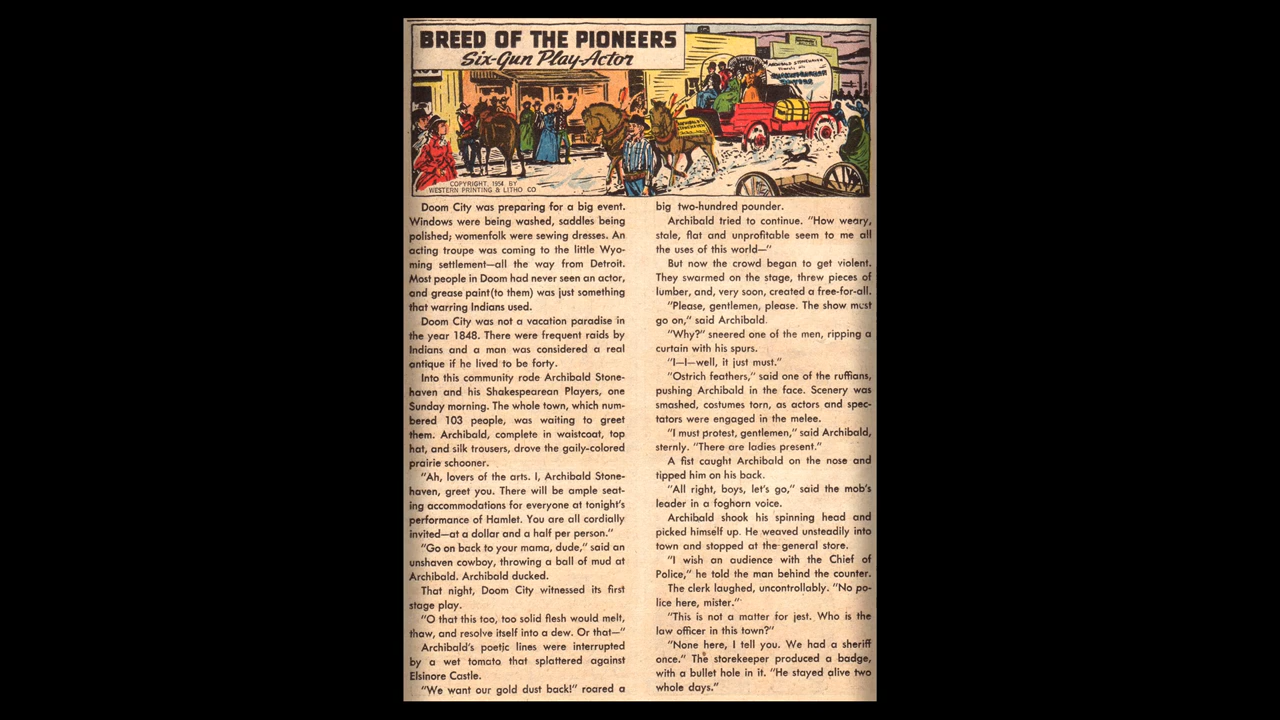 BREED OF THE PIONEERS
Six-Gun Play-Actor
ARCHIBALD STONEHAVEN
COPYRIGHT, 1954, BY
WESTERN PRINTING & LITHO CO
Doom City was preparing for a big event.
Windows were being washed, saddles being
polished; womenfolk were sewing dresses. An
acting troupe was coming to the little Wyo-
ming settlement—all the way from Detroit.
Most people in Doom had never seen an actor,
and grease paint(to them) was just something
that warring Indians used.
Doom City was not a vacation paradise in
the year 1848. There were frequent raids by
Indians and a man was considered a real
antique if he lived to be forty.
Into this community rode Archibald Stone-
haven and his Shakespearean Players, one
Sunday morning. The whole town, which num-
bered 103 people, was waiting to greet
them. Archibald, complete in waistcoat, top
hat, and silk trousers, drove the gaily-colored
prairie schooner.
"Ah, lovers of the arts. I, Archibald Stone-
haven, greet you. There will be ample seat-
ing accommodations for everyone at tonight's
performance of Hamlet. You are all cordially
invited—at a dollar and a half per person."
"Go on back to your mama, dude," said an
unshaven cowboy, throwing a ball of mud at
Archibald. Archibald ducked.
That night, Doom City witnessed its first
stage play.
"O that this too, too solid flesh would melt,
thaw, and resolve itself into a dew. Or that—"
Archibald's poetic lines were interrupted
by a wet tomato that splattered against
Elsinore Castle.
"We want our gold dust back!" roared a
big two-hundred pounder.
Archibald tried to continue. "How weary,
stale, flat and unprofitable seem to me all
the uses of this world—"
But now the crowd began to get violent.
They swarmed on the stage, threw pieces of
lumber, and, very soon, created a free-for-all.
"Please, gentlemen, please. The show must
go on," said Archibald.
"Why?" sneered one of the men, ripping a
curtain with his spurs.
"I—I—well, it just must."
"Ostrich feathers," said one of the ruffians,
pushing Archibald in the face. Scenery was
smashed, costumes torn, as actors and spec-
tators were engaged in the melee.
"I must protest, gentlemen," said Archibald,
sternly. "There are ladies present."
A fist caught Archibald on the nose and
tipped him on his back.
"All right, boys, let's go," said the mob's
leader in a foghorn voice.
Archibald shook his spinning head and
picked himself up. He weaved unsteadily into
town and stopped at the general store.
"I wish an audience with the Chief of
Police," he told the man behind the counter.
The clerk laughed, uncontrollably. "No po-
lice here, mister."
"This is not a matter for jest. Who is the
law officer in this town?"
"None here, I tell you. We had a sheriff
once." The storekeeper produced a badge,
with a bullet hole in it. "He stayed alive two
whole days."